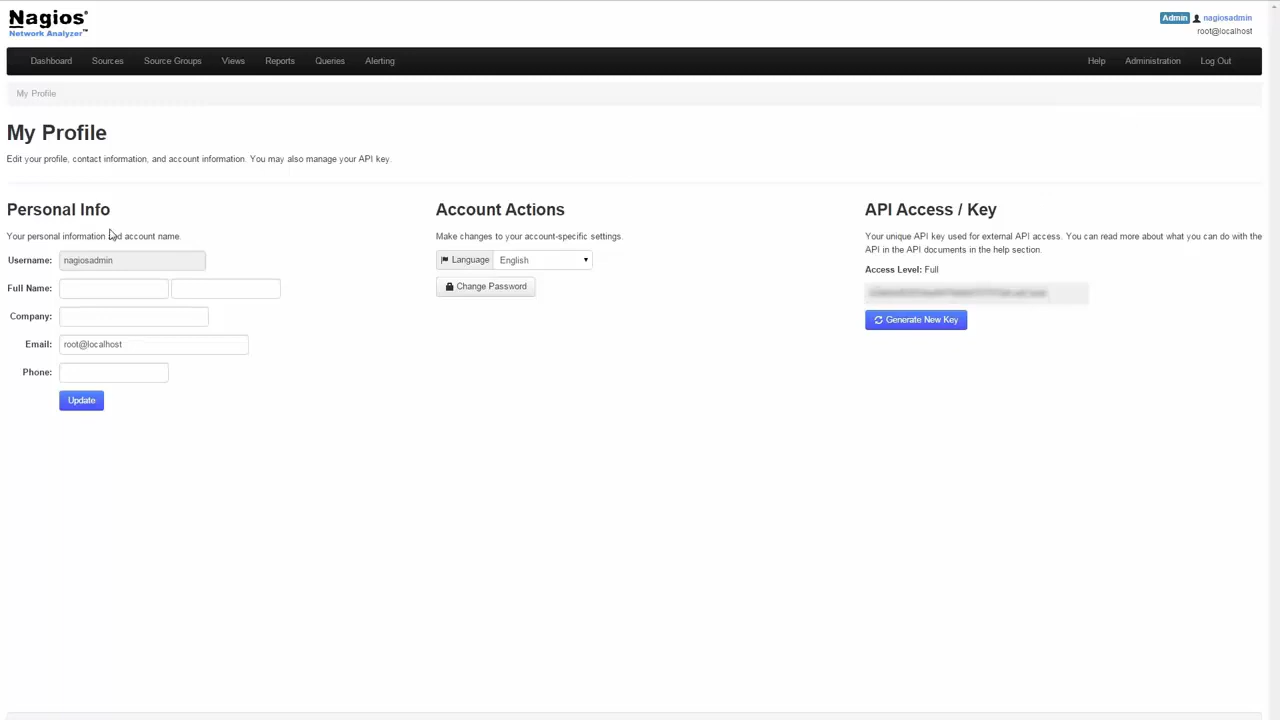 Nagios®
Network Analyzer™
Admin nagiosadmin
root@localhost
Dashboard Sources Source Groups Views Reports Queries Alerting Help Administration Log Out
My Profile
My Profile
Edit your profile, contact information, and account information. You may also manage your API key.
Personal Info
Your personal information and account name.
Username: nagiosadmin
Full Name:
Company:
Email: root@localhost
Phone:
Update
Account Actions
Make changes to your account-specific settings.
Language English
Change Password
API Access / Key
Your unique API key used for external API access. You can read more about what you can do with the
API in the API documents in the help section.
Access Level: Full
Generate New Key